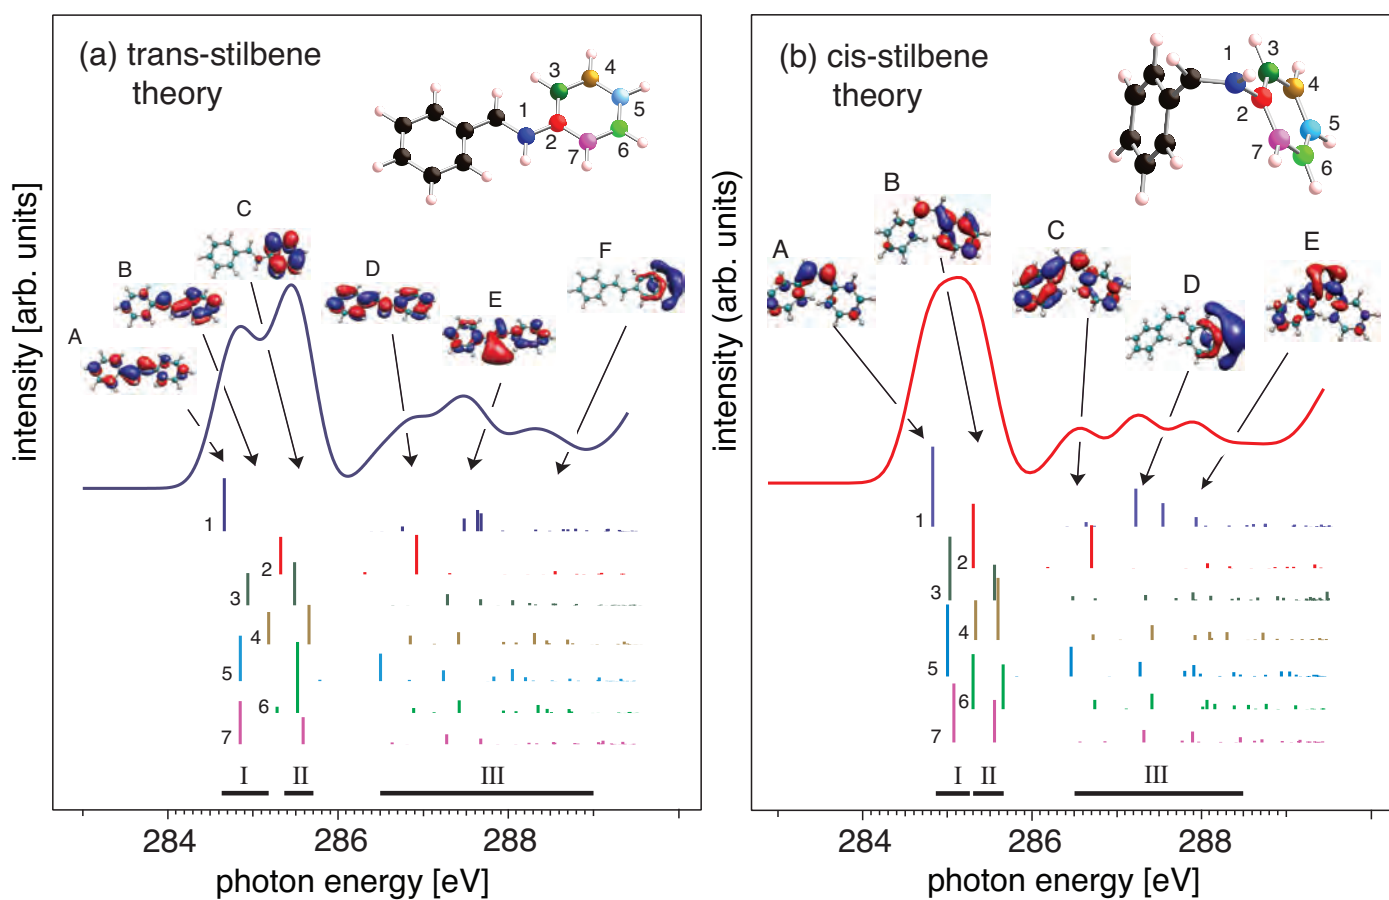 (a) trans-stilbene
theory
1
2
3
4
5
6
7
A
B
C
D
E
F
intensity [arb. units]
1
2
3
4
5
6
7
I
II
III
284
286
288
photon energy [eV]
(b) cis-stilbene
theory
1
2
3
4
5
6
7
A
B
C
D
E
intensity (arb. units)
1
2
3
4
5
6
7
I
II
III
284
286
288
photon energy [eV]